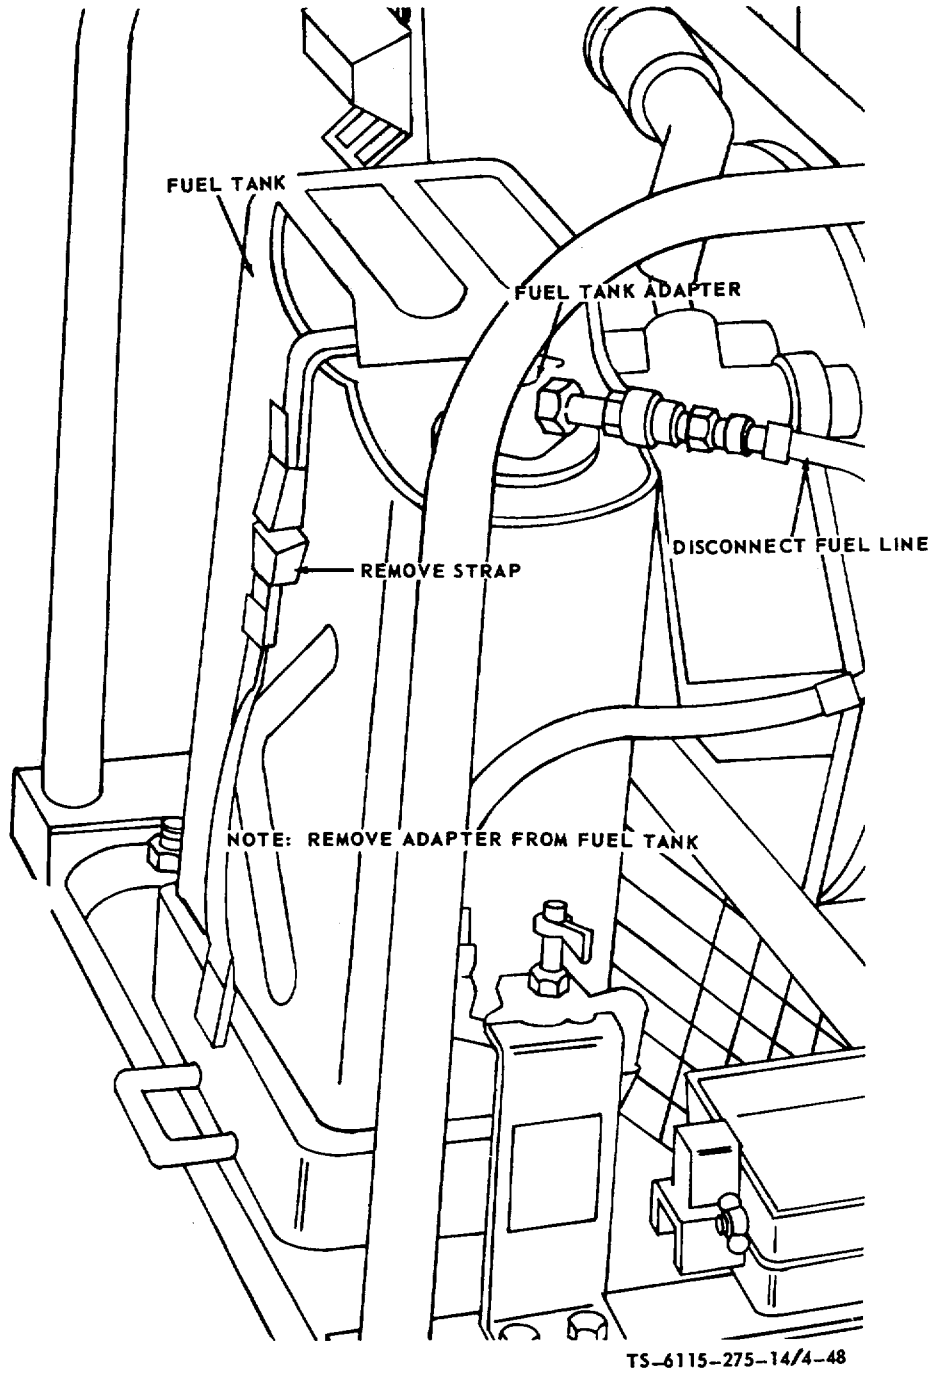 FUEL TANK
FUEL TANK ADAPTER
DISCONNECT FUEL LINE
REMOVE STRAP
NOTE: REMOVE ADAPTER FROM FUEL TANK
TS-6115-275-14/4-48